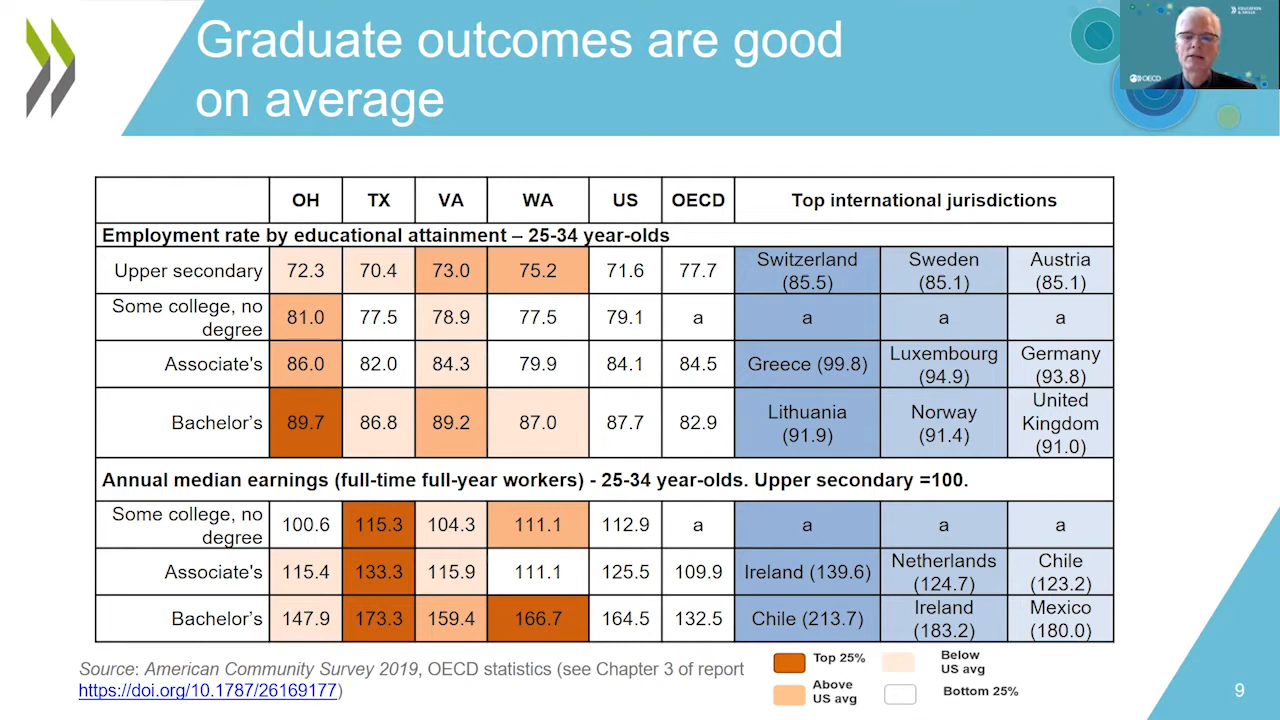 Graduate outcomes are good
on average
EDUCATION
& SKILLS
OECD
OH TX VA WA US OECD Top international jurisdictions
Employment rate by educational attainment – 25-34 year-olds
Upper secondary 72.3 70.4 73.0 75.2 71.6 77.7 Switzerland (85.5) Sweden (85.1) Austria (85.1)
Some college, no degree 81.0 77.5 78.9 77.5 79.1 a a a a
Associate's 86.0 82.0 84.3 79.9 84.1 84.5 Greece (99.8) Luxembourg (94.9) Germany (93.8)
Bachelor’s 89.7 86.8 89.2 87.0 87.7 82.9 Lithuania (91.9) Norway (91.4) United Kingdom (91.0)
Annual median earnings (full-time full-year workers) - 25-34 year-olds. Upper secondary =100.
Some college, no degree 100.6 115.3 104.3 111.1 112.9 a a a a
Associate's 115.4 133.3 115.9 111.1 125.5 109.9 Ireland (139.6) Netherlands (124.7) Chile (123.2)
Bachelor’s 147.9 173.3 159.4 166.7 164.5 132.5 Chile (213.7) Ireland (183.2) Mexico (180.0)
Source: American Community Survey 2019, OECD statistics (see Chapter 3 of report
https://doi.org/10.1787/26169177)
Top 25%
Below
US avg
Above
US avg
Bottom 25%
9